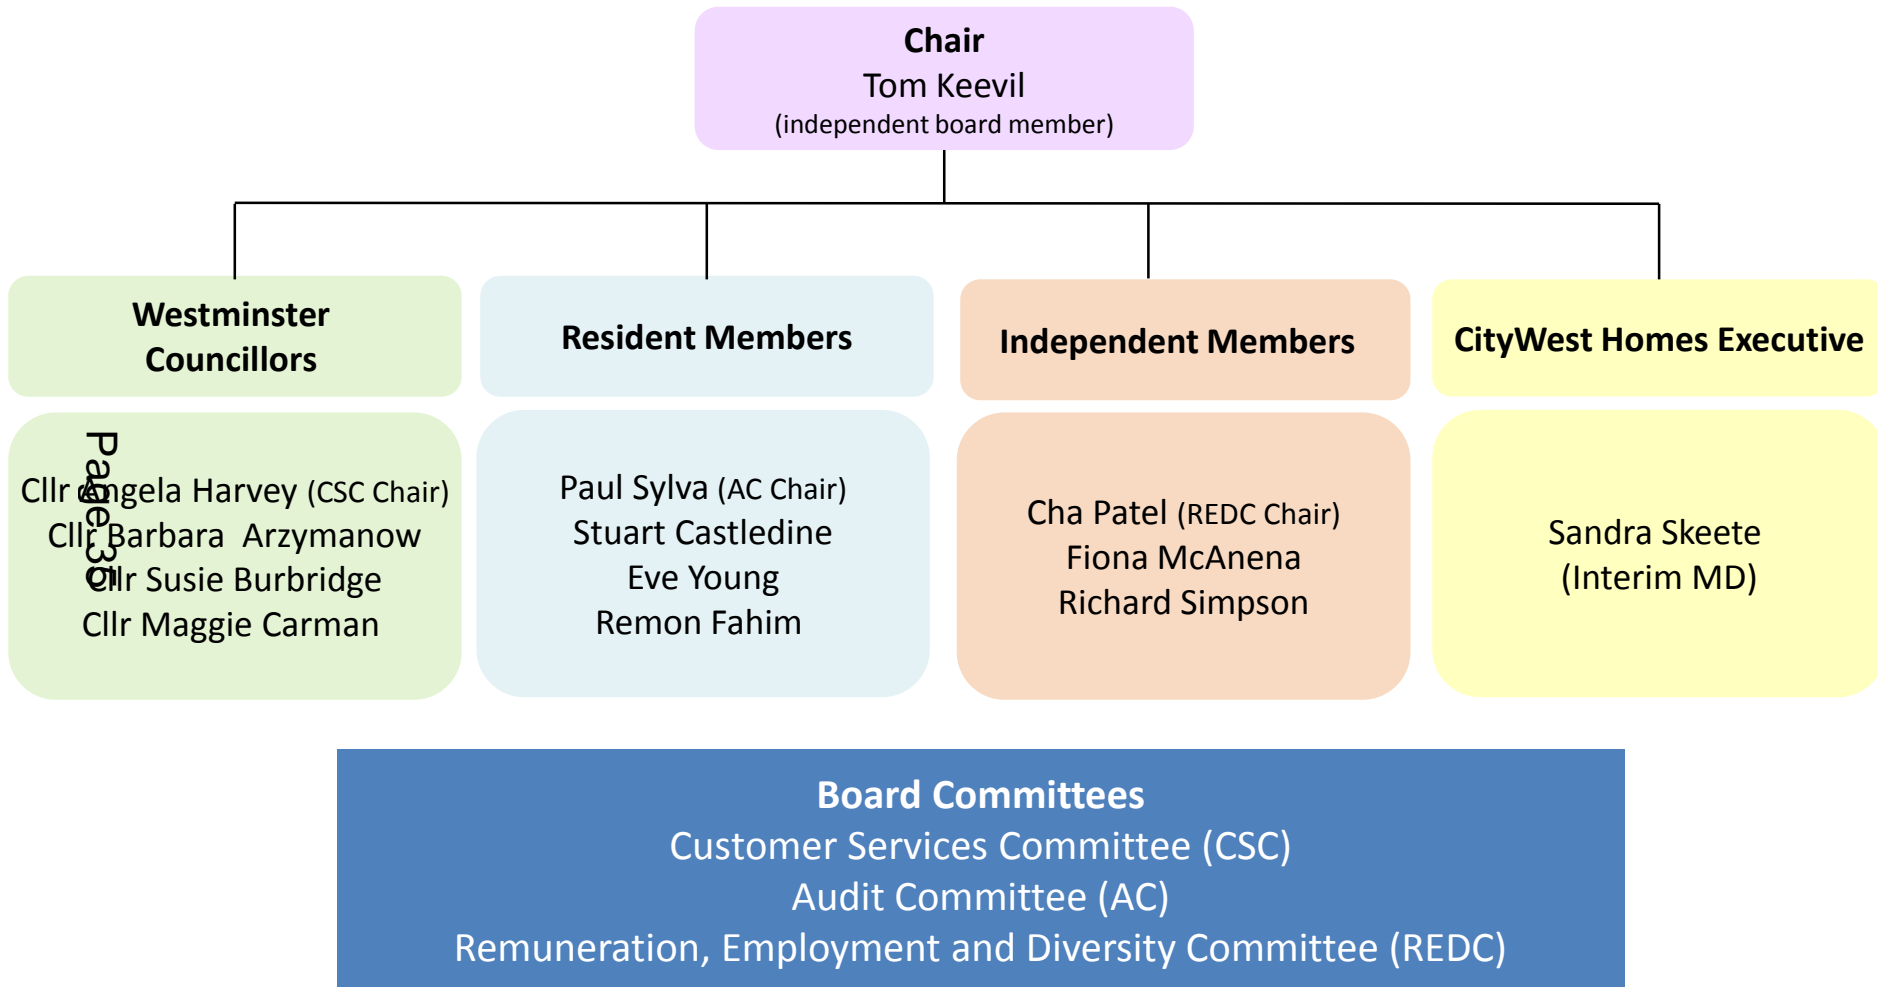 Chair
Tom Keevil
(independent board member)
Westminster
Councillors
Resident Members
Independent Members
CityWest Homes Executive
Page 35
Cllr Angela Harvey (CSC Chair)
Cllr Barbara Arzymanow
Cllr Susie Burbridge
Cllr Maggie Carman
Paul Sylva (AC Chair)
Stuart Castledine
Eve Young
Remon Fahim
Cha Patel (REDC Chair)
Fiona McAnena
Richard Simpson
Sandra Skeete
(Interim MD)
Board Committees
Customer Services Committee (CSC)
Audit Committee (AC)
Remuneration, Employment and Diversity Committee (REDC)